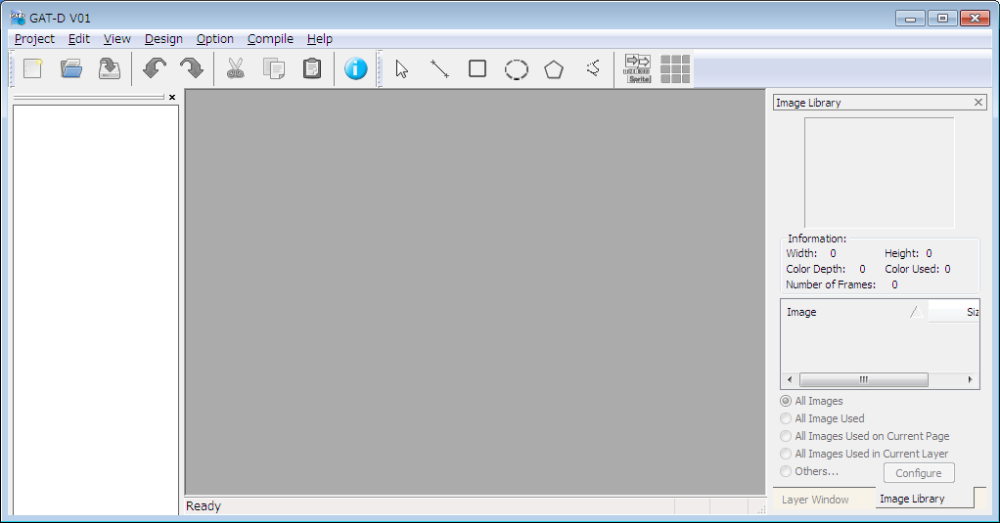 GAT-D V01
Project Edit View Design Option Compile Help
Sprite
Image Library
Information:
Width: 0 Height: 0
Color Depth: 0 Color Used: 0
Number of Frames: 0
Image Siz
All Images
All Image Used
All Images Used on Current Page
All Images Used in Current Layer
Others... Configure
Layer Window Image Library
Ready